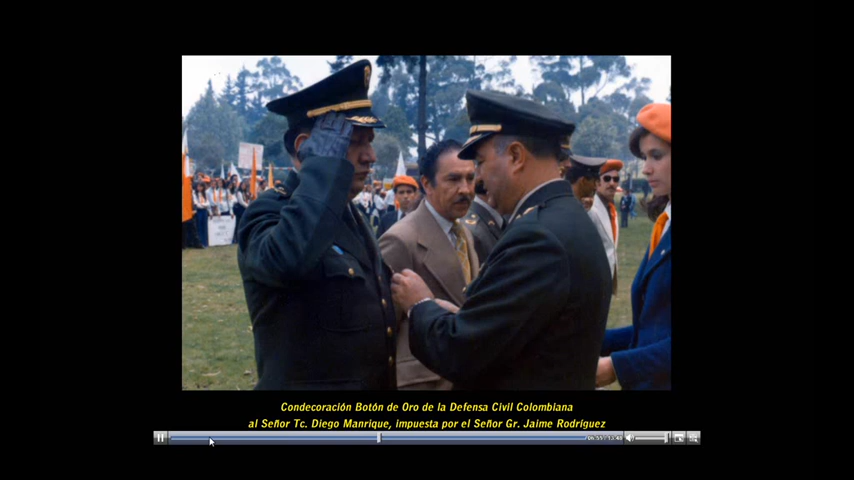 Condecoración Botón de Oro de la Defensa Civil Colombiana
al Señor Tc. Diego Manrique, impuesta por el Señor Gr. Jaime Rodríguez